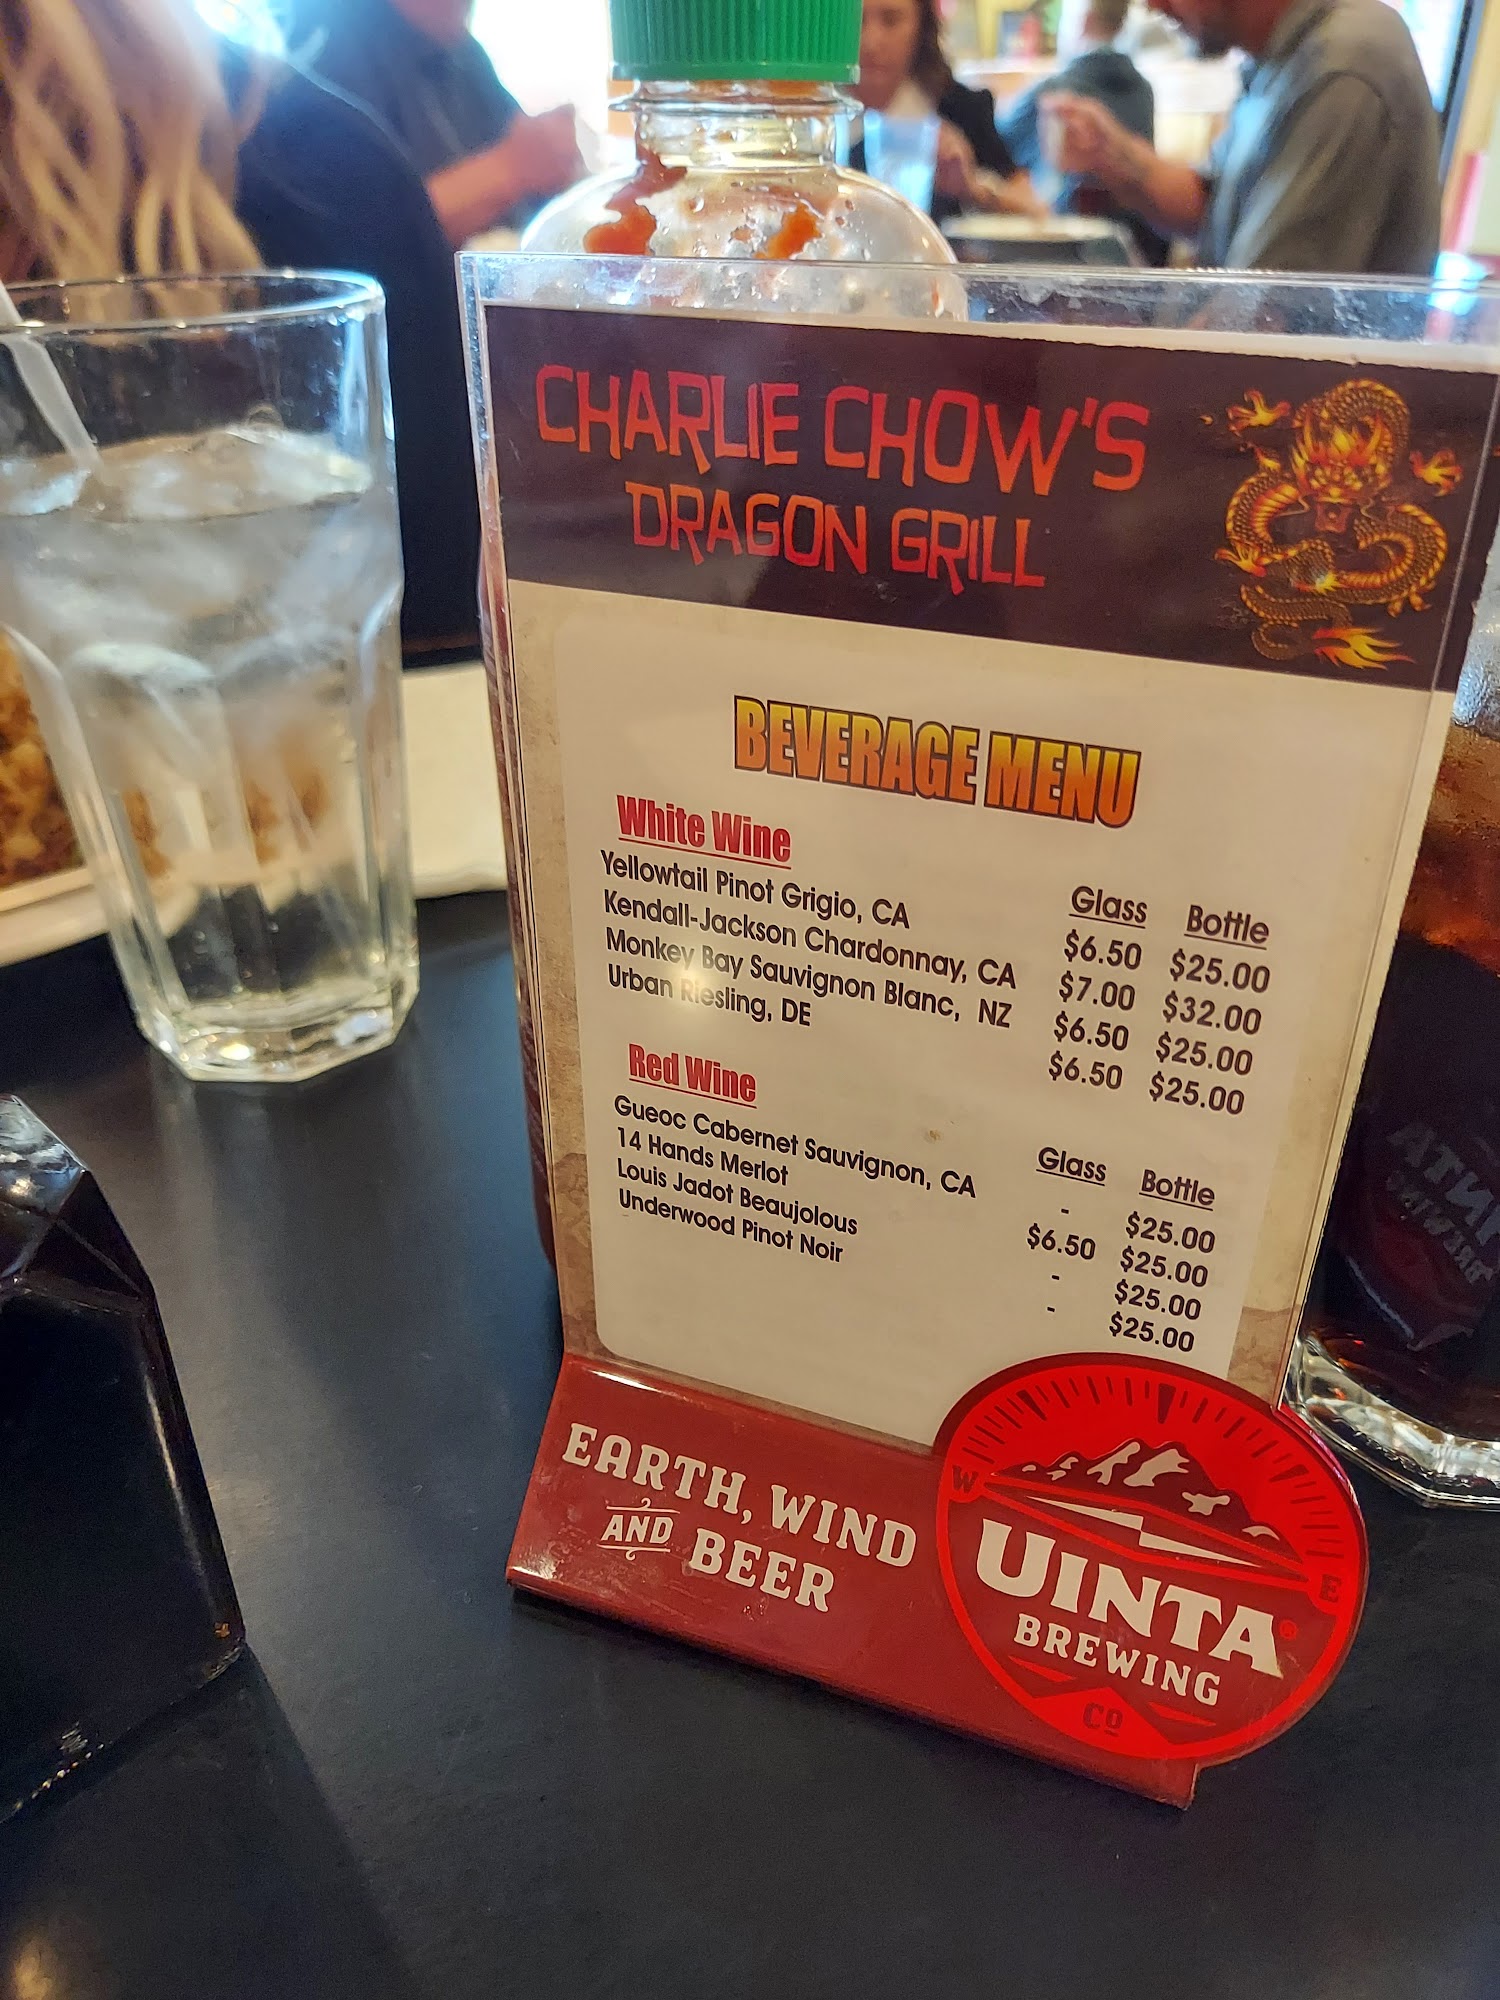 CHARLIE CHOW'S
DRAGON GRILL
BEVERAGE MENU
White Wine Glass Bottle
Yellowtail Pinot Grigio, CA $6.50 $25.00
Kendall-Jackson Chardonnay, CA $7.00 $32.00
Monkey Bay Sauvignon Blanc, NZ $6.50 $25.00
Urban Riesling, DE $6.50 $25.00
Red Wine Glass Bottle
Gueoc Cabernet Sauvignon, CA - $25.00
14 Hands Merlot $6.50 $25.00
Louis Jadot Beaujolous - $25.00
Underwood Pinot Noir - $25.00
EARTH, WIND
AND BEER
W E
UINTA®
BREWING
CO